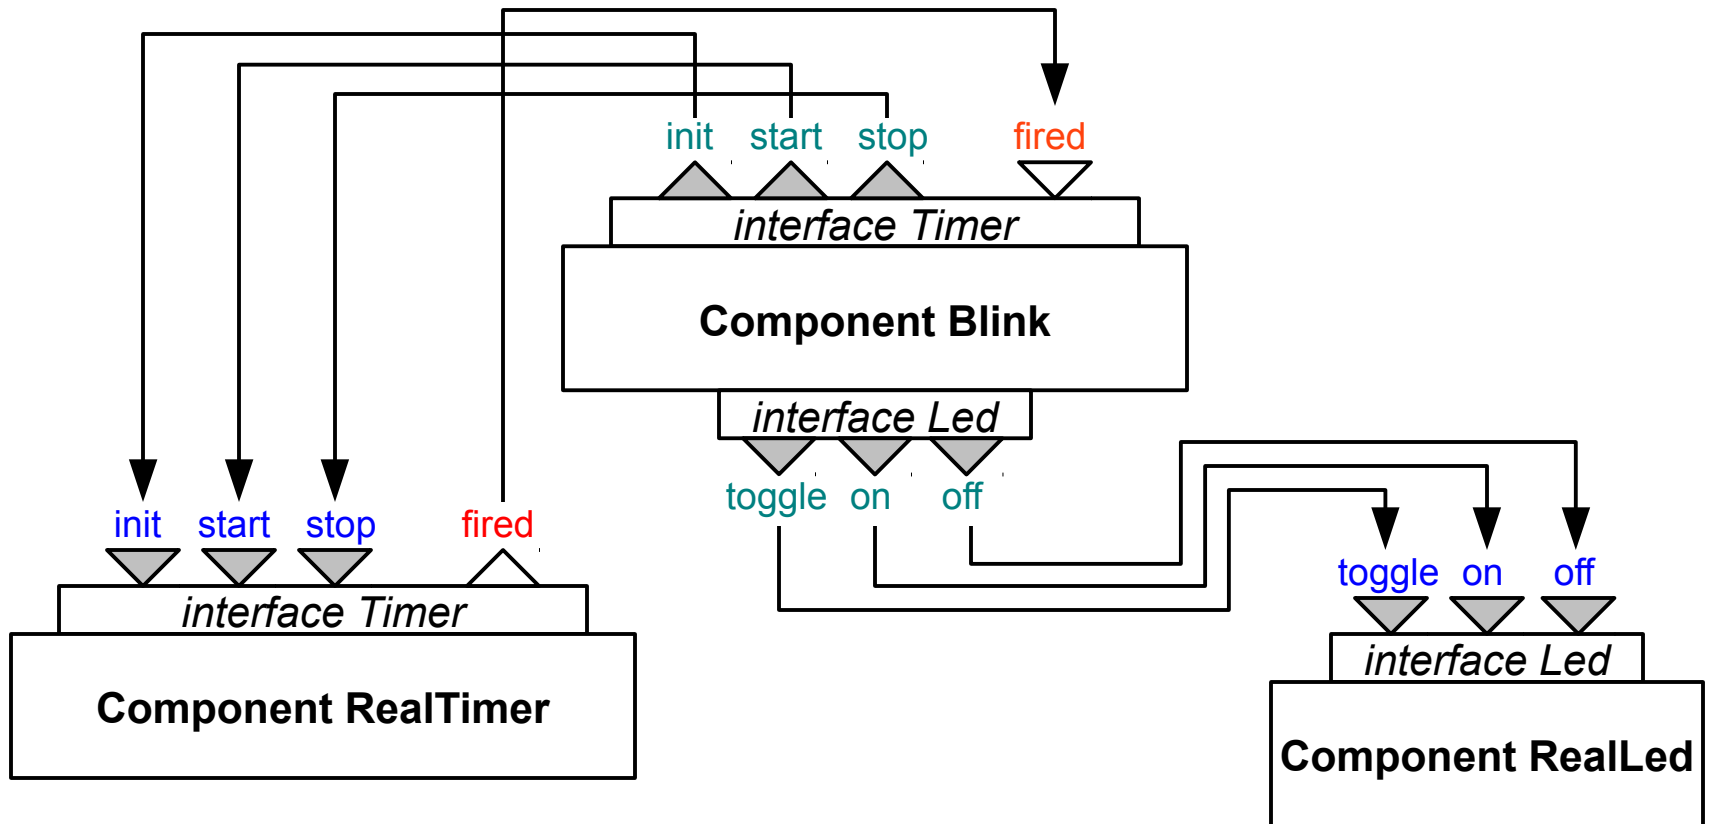 init start stop fired
interface Timer
Component Blink
interface Led
toggle on off
init start stop fired
interface Timer
Component RealTimer
toggle on off
interface Led
Component RealLed